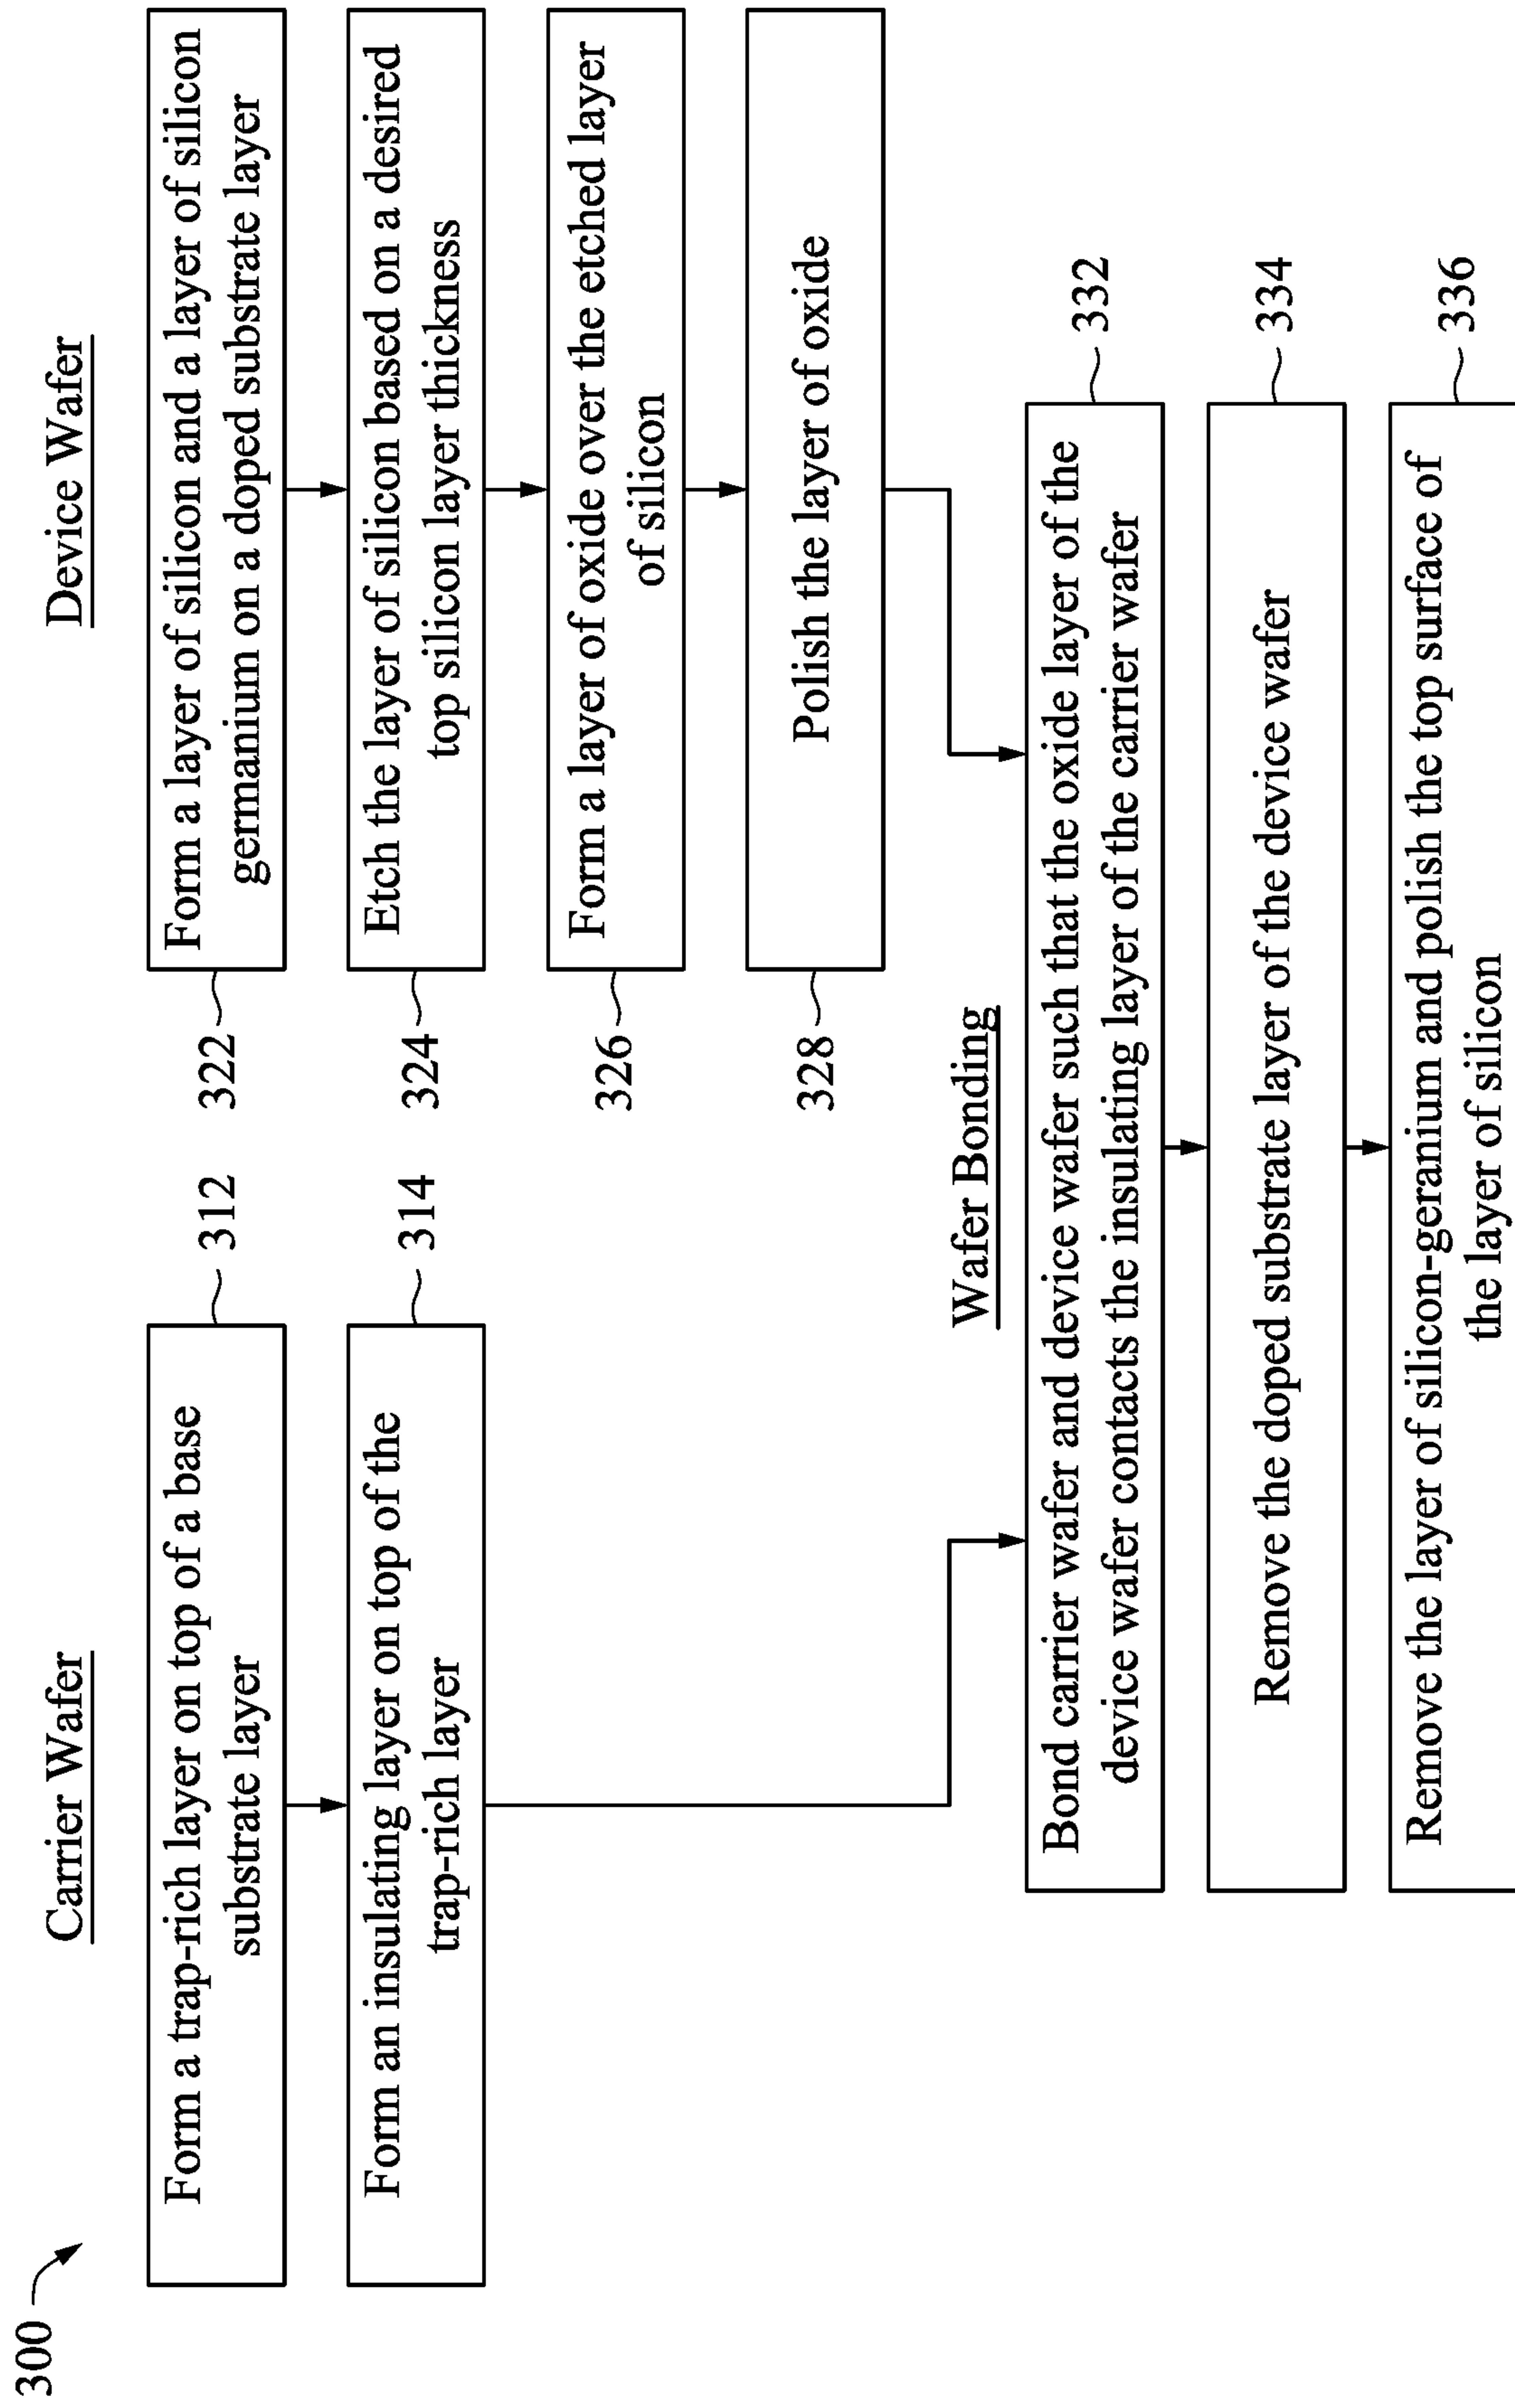 300
Carrier Wafer
Form a trap-rich layer on top of a base
substrate layer
312
Form an insulating layer on top of the
trap-rich layer
314
Device Wafer
322
Form a layer of silicon and a layer of silicon
germanium on a doped substrate layer
324
Etch the layer of silicon based on a desired
top silicon layer thickness
326
Form a layer of oxide over the etched layer
of silicon
328
Polish the layer of oxide
Wafer Bonding
Bond carrier wafer and device wafer such that the oxide layer of the
device wafer contacts the insulating layer of the carrier wafer
332
Remove the doped substrate layer of the device wafer
334
Remove the layer of silicon-geranium and polish the top surface of
the layer of silicon
336